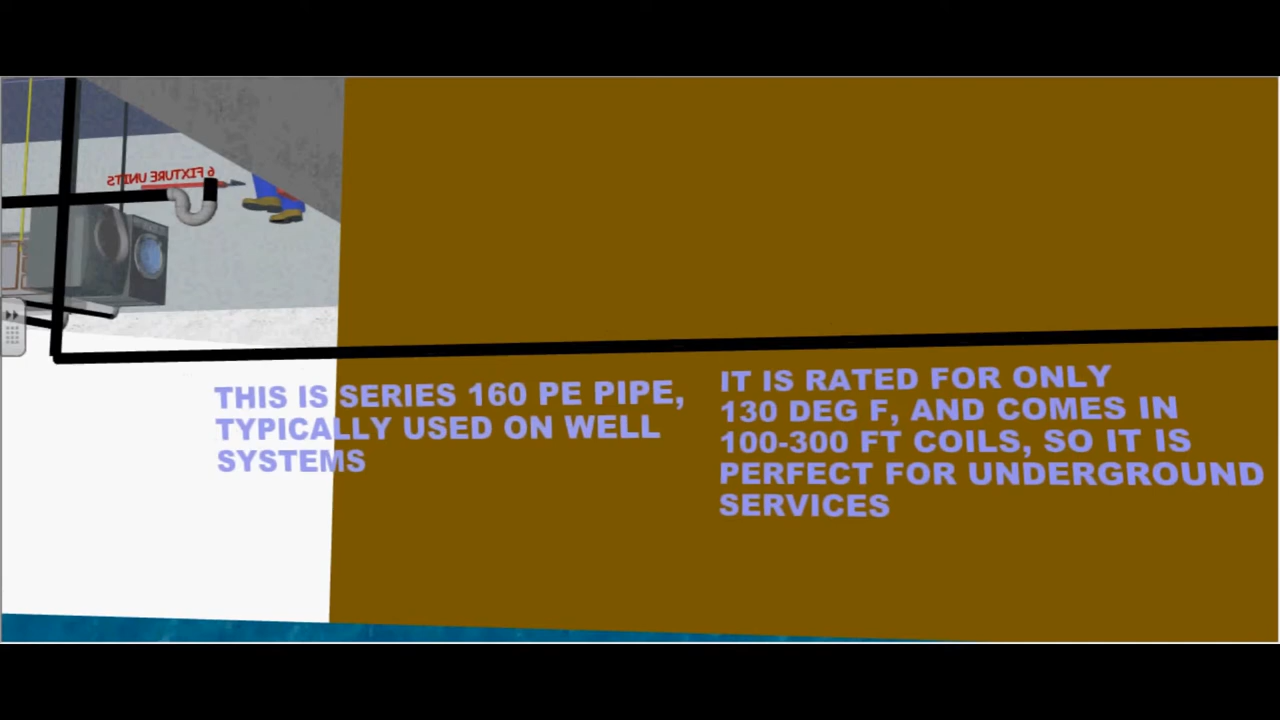 6 FIXTURE UNITS
THIS IS SERIES 160 PE PIPE,
TYPICALLY USED ON WELL
SYSTEMS
IT IS RATED FOR ONLY
130 DEG F, AND COMES IN
100-300 FT COILS, SO IT IS
PERFECT FOR UNDERGROUND
SERVICES